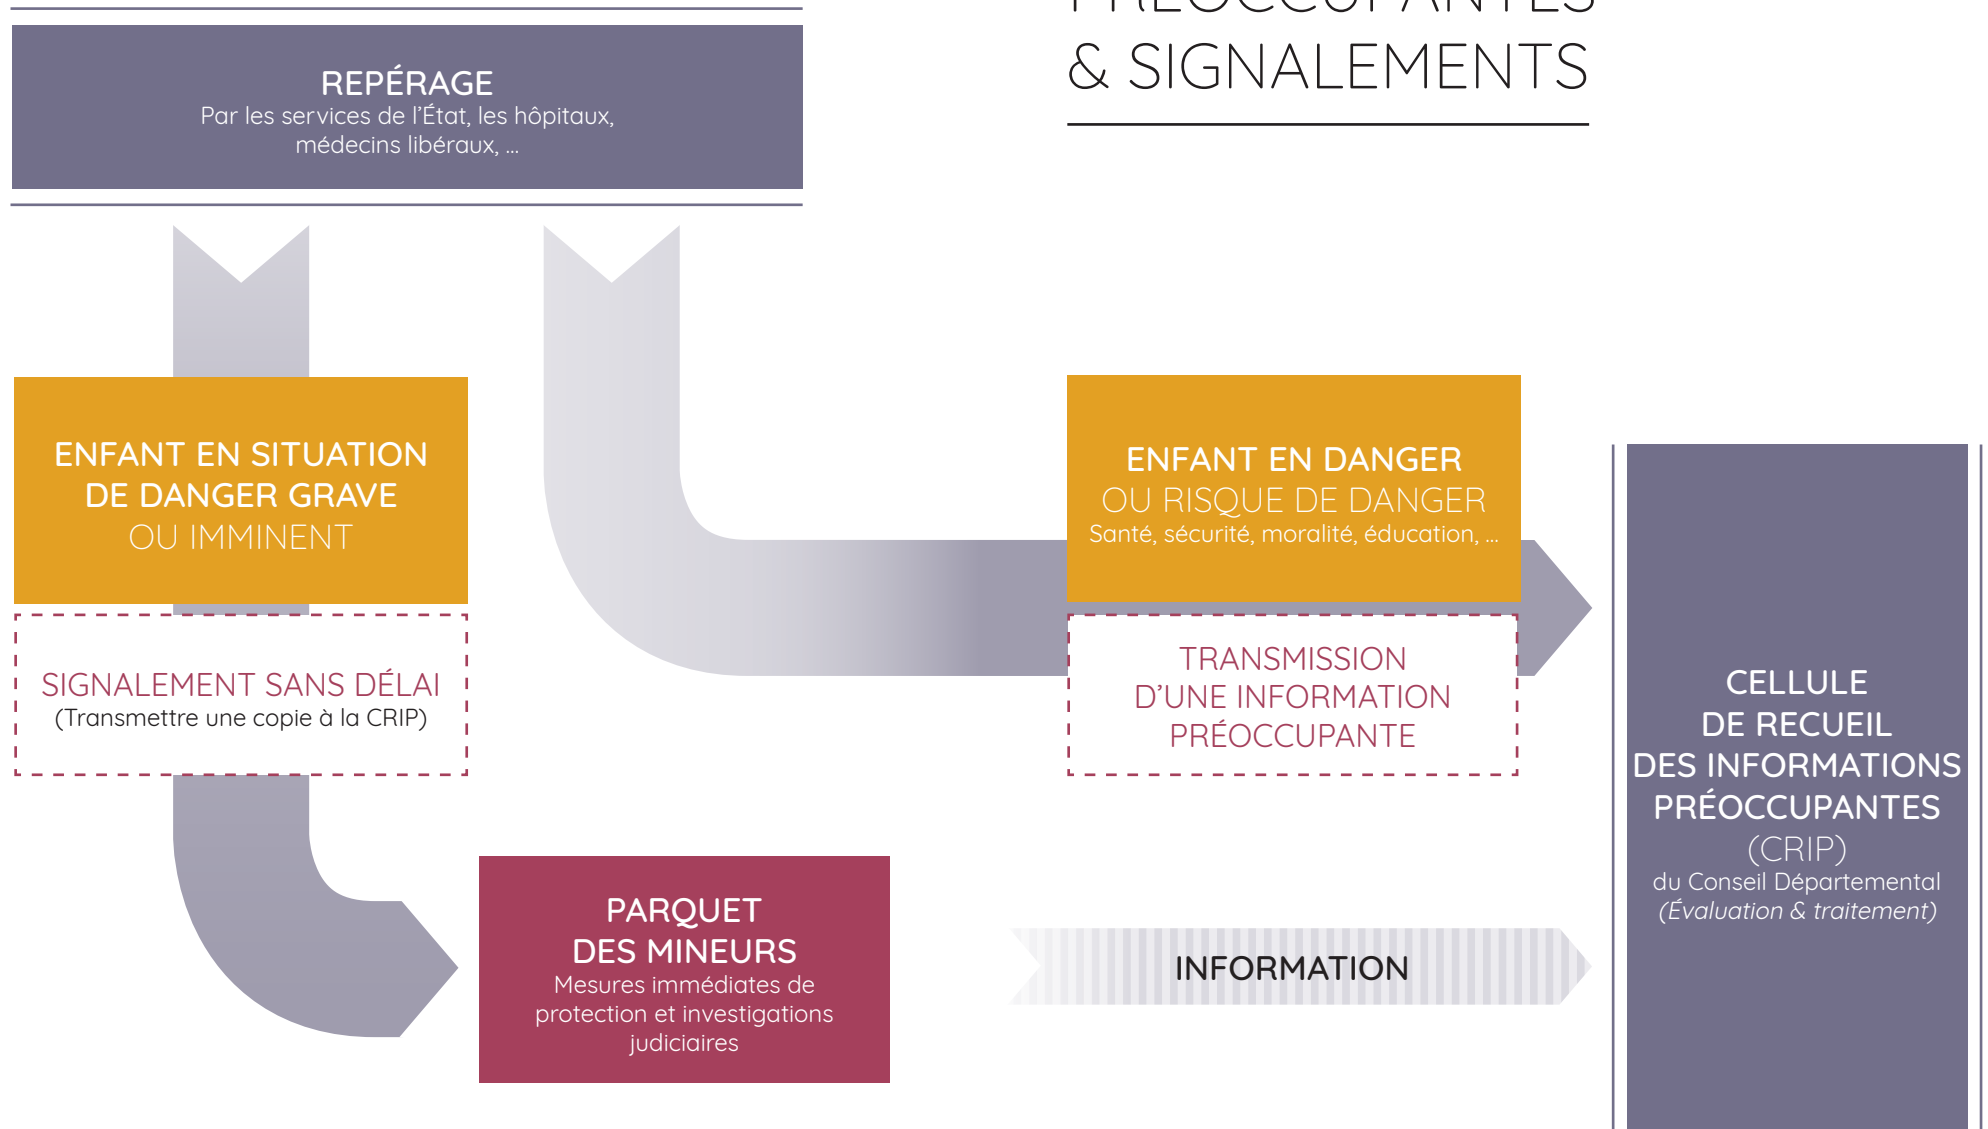 PRÉOCCUPANTES
& SIGNALEMENTS
REPÉRAGE
Par les services de l’État, les hôpitaux,
médecins libéraux, ...
ENFANT EN SITUATION
DE DANGER GRAVE
OU IMMINENT
SIGNALEMENT SANS DÉLAI
(Transmettre une copie à la CRIP)
ENFANT EN DANGER
OU RISQUE DE DANGER
Santé, sécurité, moralité, éducation, ...
TRANSMISSION
D’UNE INFORMATION
PRÉOCCUPANTE
PARQUET
DES MINEURS
Mesures immédiates de
protection et investigations
judiciaires
INFORMATION
CELLULE
DE RECUEIL
DES INFORMATIONS
PRÉOCCUPANTES
(CRIP)
du Conseil Départemental
(Évaluation & traitement)